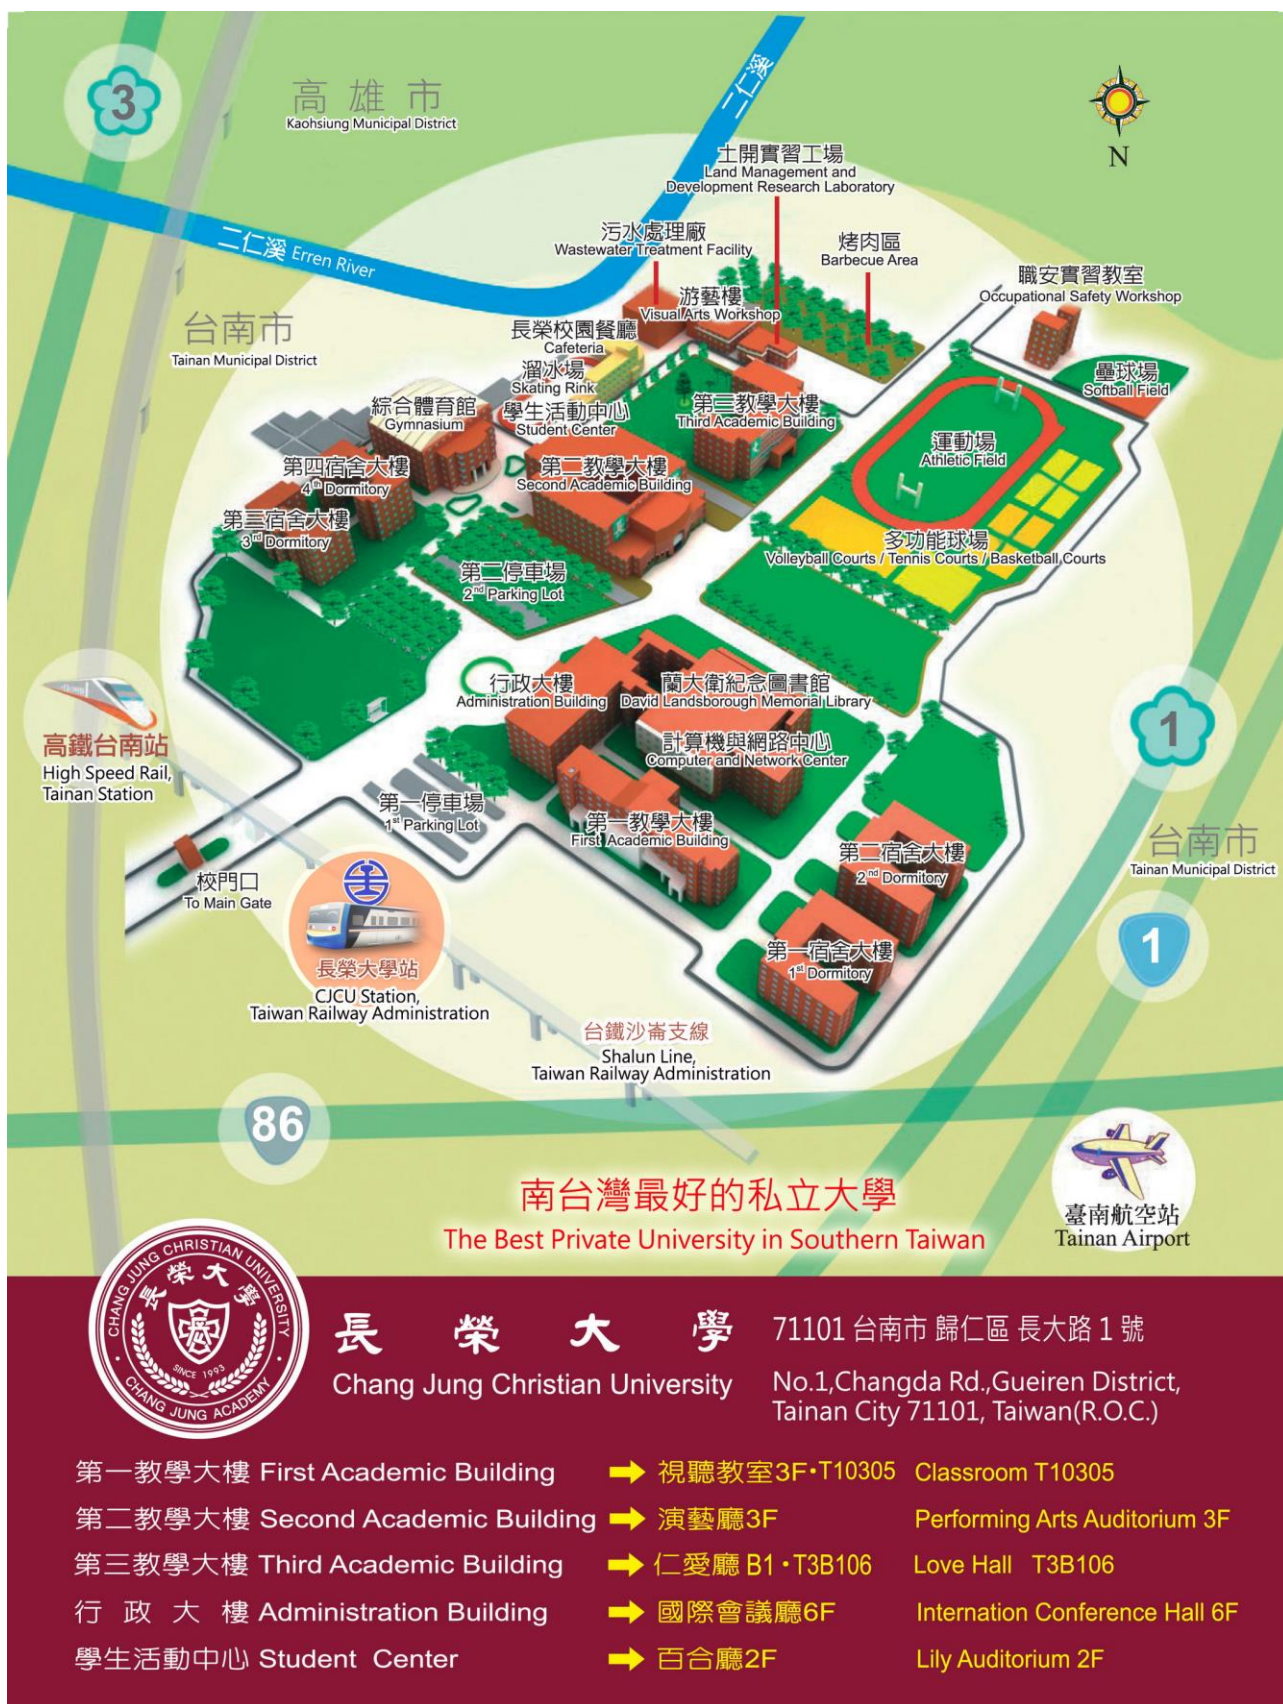 3
高雄市
Kaohsiung Municipal District
二仁溪
N
土開實習工場
Land Management and
Development Research Laboratory
污水處理廠
Wastewater Treatment Facility
烤肉區
Barbecue Area
二仁溪 Erren River
職安實習教室
Occupational Safety Workshop
游藝樓
Visual Arts Workshop
台南市
Tainan Municipal District
長榮校園餐廳
Cafeteria
溜冰場
Skating Rink
壘球場
Softball Field
綜合體育館
Gymnasium
學生活動中心
Student Center
第三教學大樓
Third Academic Building
運動場
Athletic Field
第四宿舍大樓
4th Dormitory
第二教學大樓
Second Academic Building
第三宿舍大樓
3rd Dormitory
多功能球場
Volleyball Courts / Tennis Courts / Basketball Courts
第二停車場
2nd Parking Lot
行政大樓
Administration Building
蘭大衛紀念圖書館
David Landsborough Memorial Library
計算機與網路中心
Computer and Network Center
高鐵台南站
High Speed Rail,
Tainan Station
1
第一停車場
1st Parking Lot
第一教學大樓
First Academic Building
第二宿舍大樓
2nd Dormitory
台南市
Tainan Municipal District
校門口
To Main Gate
1
第一宿舍大樓
1st Dormitory
長榮大學站
CJCU Station,
Taiwan Railway Administration
台鐵沙崙支線
Shalun Line,
Taiwan Railway Administration
86
南台灣最好的私立大學
The Best Private University in Southern Taiwan
臺南航空站
Tainan Airport
CHANG JUNG CHRISTIAN UNIVERSITY
長榮大學
SINCE 1993
CHANG JUNG ACADEMY
長榮大學
Chang Jung Christian University
71101 台南市 歸仁區 長大路 1 號
No.1,Changda Rd.,Gueiren District,
Tainan City 71101, Taiwan(R.O.C.)
第一教學大樓 First Academic Building 視聽教室3F•T10305 Classroom T10305
第二教學大樓 Second Academic Building 演藝廳3F Performing Arts Auditorium 3F
第三教學大樓 Third Academic Building 仁愛廳 B1 •T3B106 Love Hall T3B106
行政大樓 Administration Building 國際會議廳6F Internation Conference Hall 6F
學生活動中心 Student Center 百合廳2F Lily Auditorium 2F